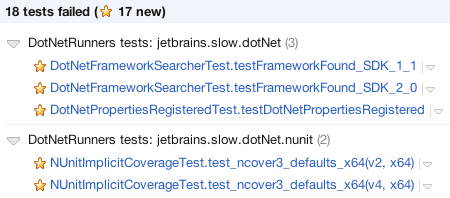 18 tests failed (17 new)
DotNetRunners tests: jetbrains.slow.dotNet (3)
DotNetFrameworkSearcherTest.testFrameworkFound_SDK_1_1
DotNetFrameworkSearcherTest.testFrameworkFound_SDK_2_0
DotNetPropertiesRegisteredTest.testDotNetPropertiesRegistered
DotNetRunners tests: jetbrains.slow.dotNet.nunit (2)
NUnitImplicitCoverageTest.test_ncover3_defaults_x64(v2, x64)
NUnitImplicitCoverageTest.test_ncover3_defaults_x64(v4, x64)